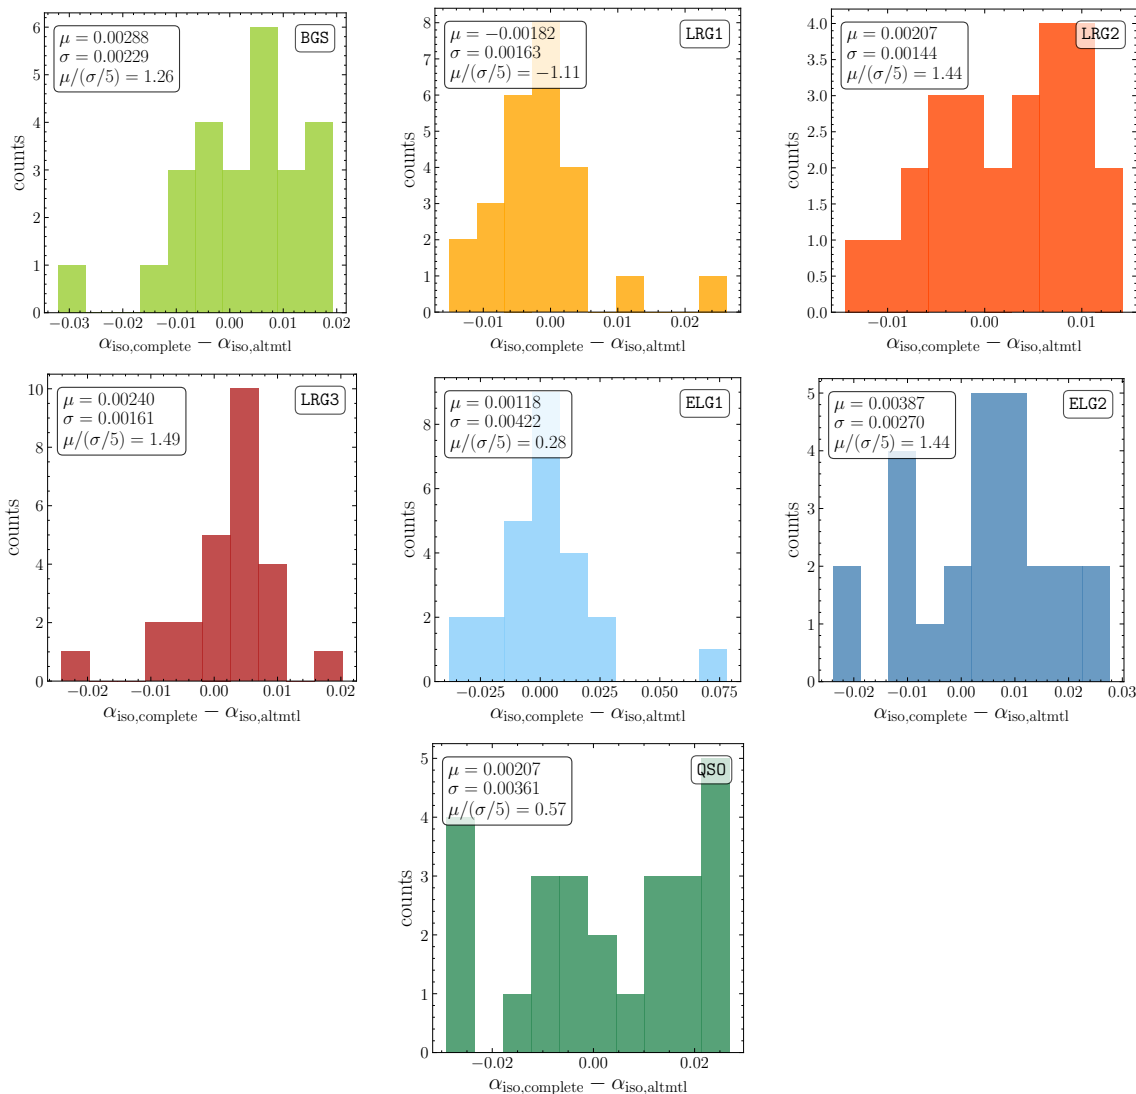 μ = 0.00288
σ = 0.00229
μ/(σ/5) = 1.26
BGS
counts
0
1
2
3
4
5
6
−0.03
−0.02
−0.01
0.00
0.01
0.02
α_iso,complete − α_iso,altmtl
μ = −0.00182
σ = 0.00163
μ/(σ/5) = −1.11
LRG1
counts
0
1
2
3
4
5
6
7
8
−0.01
0.00
0.01
0.02
α_iso,complete − α_iso,altmtl
μ = 0.00207
σ = 0.00144
μ/(σ/5) = 1.44
LRG2
counts
0.0
0.5
1.0
1.5
2.0
2.5
3.0
3.5
4.0
−0.01
0.00
0.01
α_iso,complete − α_iso,altmtl
μ = 0.00240
σ = 0.00161
μ/(σ/5) = 1.49
LRG3
counts
0
2
4
6
8
10
−0.02
−0.01
0.00
0.01
0.02
α_iso,complete − α_iso,altmtl
μ = 0.00118
σ = 0.00422
μ/(σ/5) = 0.28
ELG1
counts
0
2
4
6
8
−0.025
0.000
0.025
0.050
0.075
α_iso,complete − α_iso,altmtl
μ = 0.00387
σ = 0.00270
μ/(σ/5) = 1.44
ELG2
counts
0
1
2
3
4
5
−0.02
−0.01
0.00
0.01
0.02
0.03
α_iso,complete − α_iso,altmtl
μ = 0.00207
σ = 0.00361
μ/(σ/5) = 0.57
QSO
counts
0
1
2
3
4
5
−0.02
0.00
0.02
α_iso,complete − α_iso,altmtl